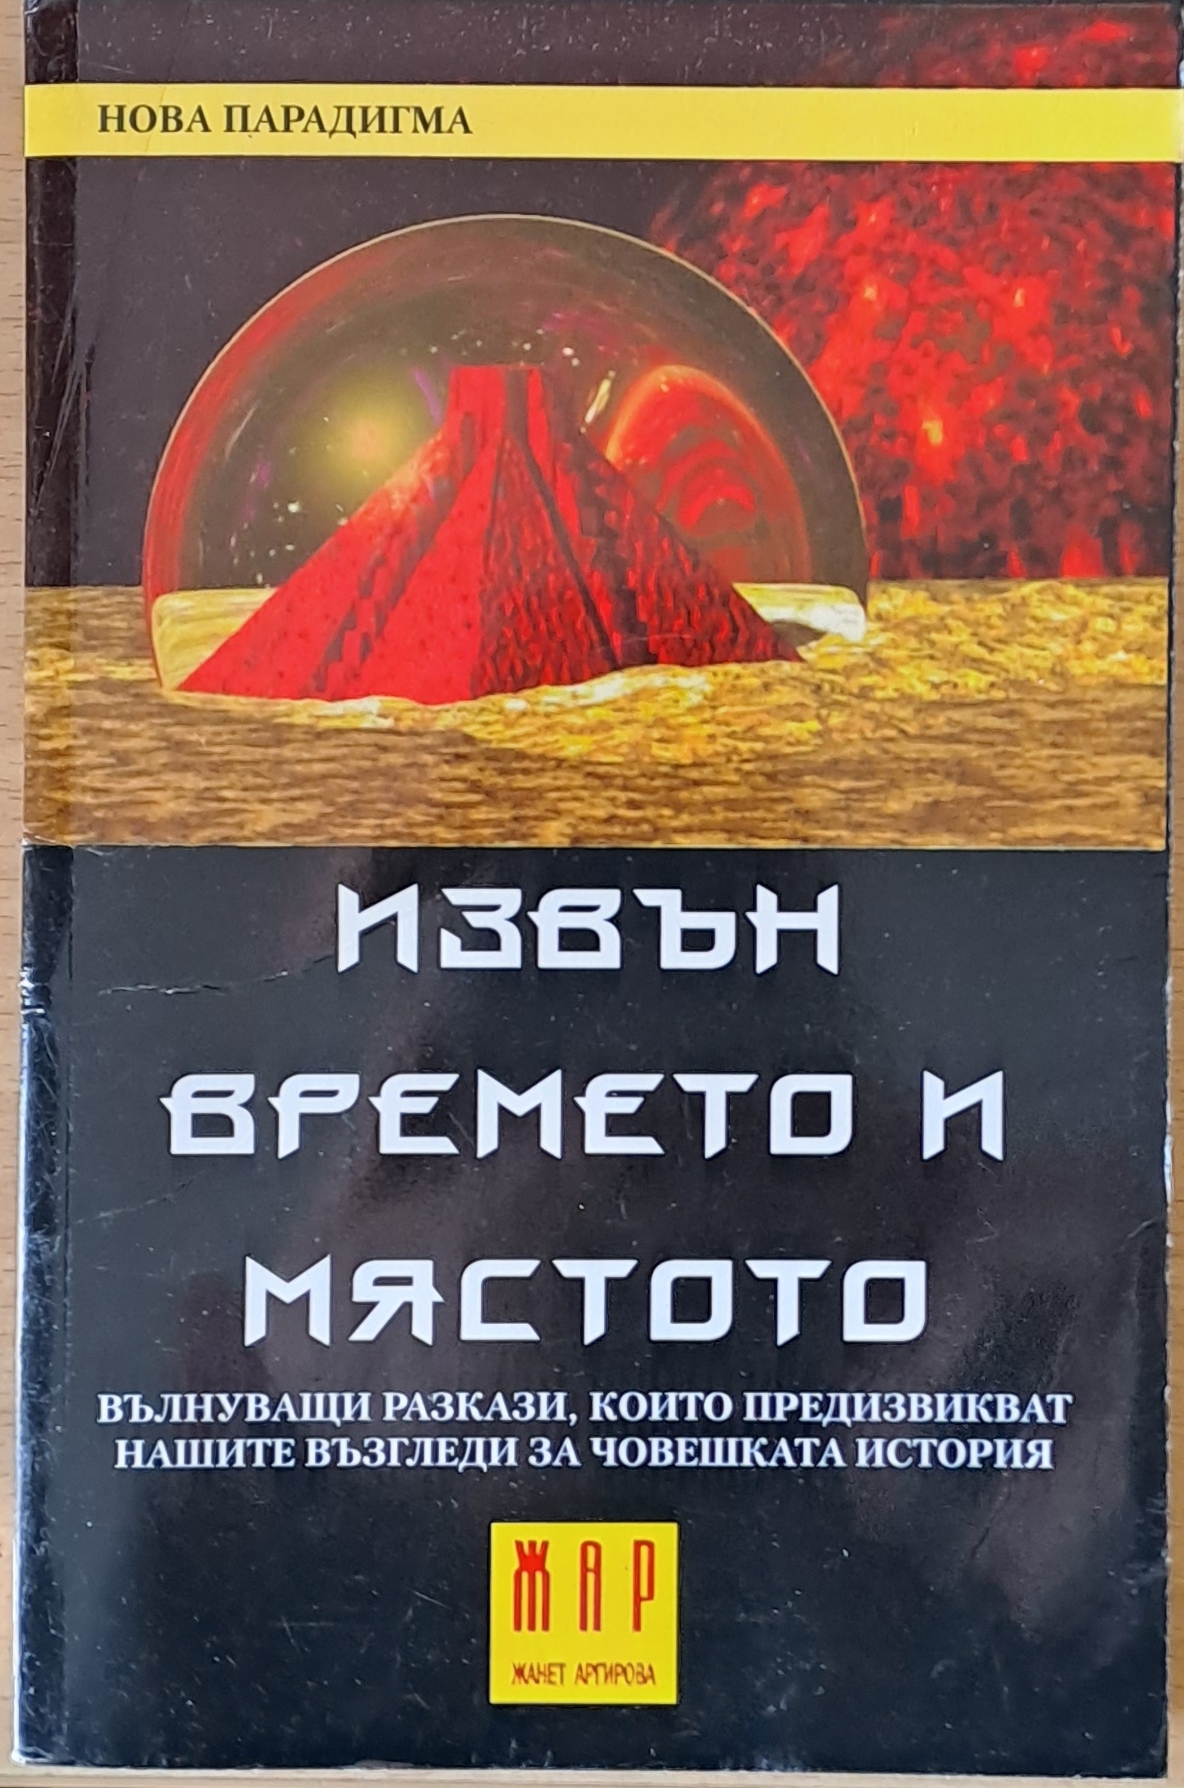 НОВА ПАРАДИГМА
ИЗВЪН
ВРЕМЕТО И
МЯСТОТО
ВЪЛНУВАЩИ РАЗКАЗИ, КОИТО ПРЕДИЗВИКВАТ
НАШИТЕ ВЪЗГЛЕДИ ЗА ЧОВЕШКАТА ИСТОРИЯ
ЖАР
ЖАНЕТ АРГИРОВА